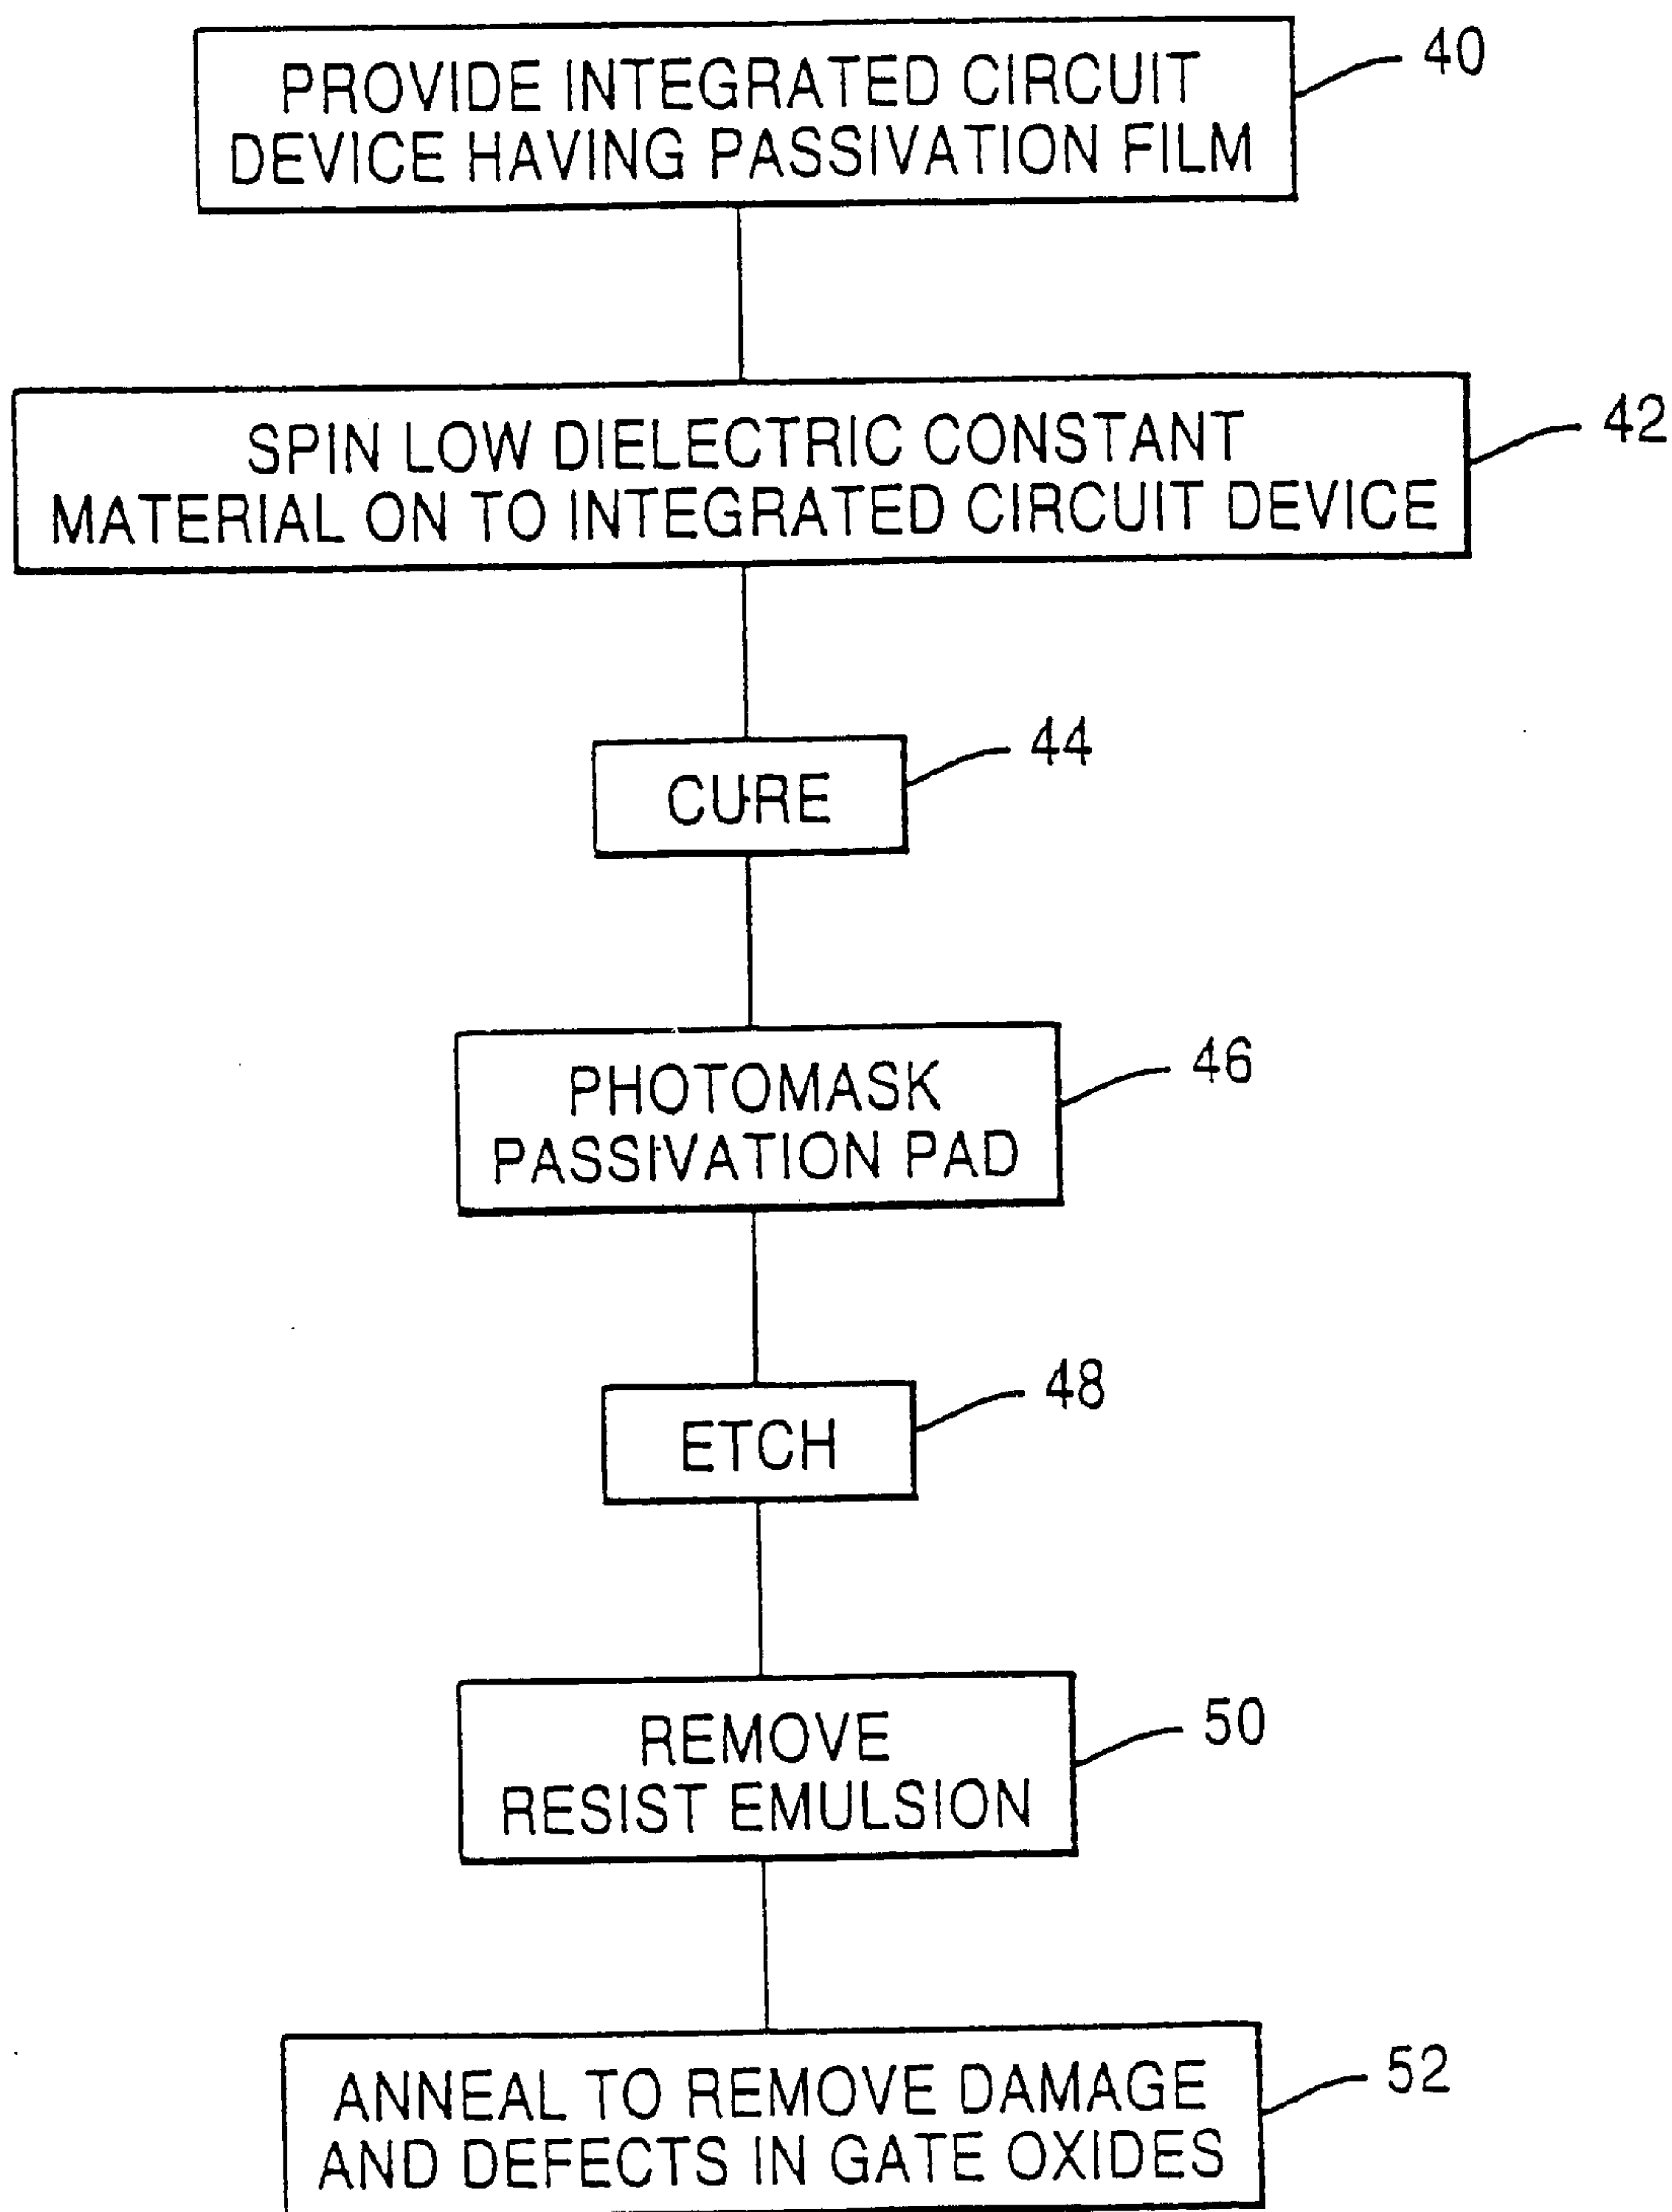 PROVIDE INTEGRATED CIRCUIT
DEVICE HAVING PASSIVATION FILM
40
SPIN LOW DIELECTRIC CONSTANT
MATERIAL ON TO INTEGRATED CIRCUIT DEVICE
42
CURE
44
PHOTOMASK
PASSIVATION PAD
46
ETCH
48
REMOVE
RESIST EMULSION
50
ANNEAL TO REMOVE DAMAGE
AND DEFECTS IN GATE OXIDES
52